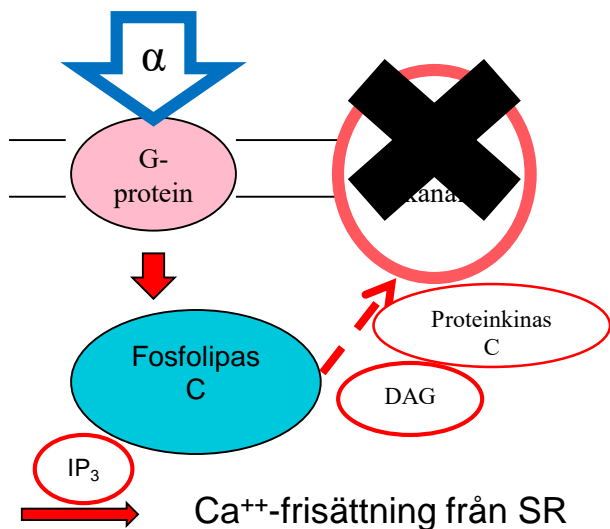 α
G-
protein
Proteinkinas
C
Fosfolipas
C
DAG
IP₃
Ca⁺⁺-frisättning från SR